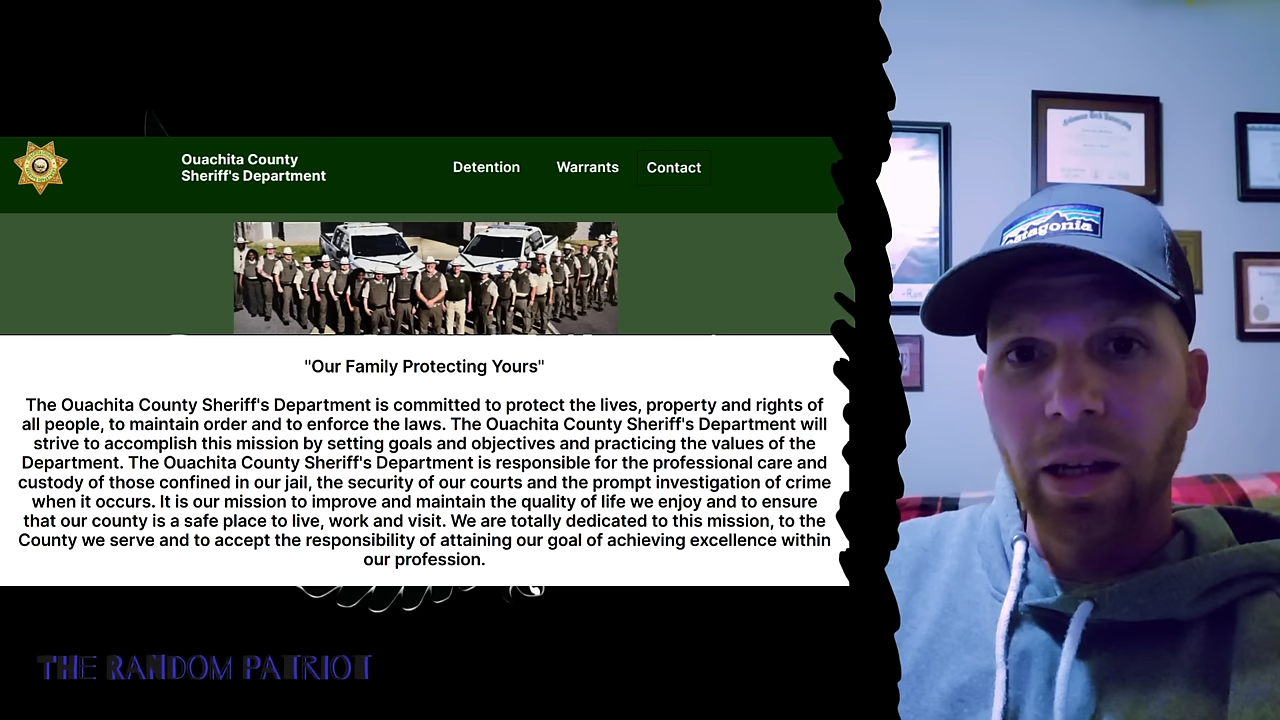 Ouachita County
Sheriff's Department
Detention
Warrants
Contact
"Our Family Protecting Yours"
The Ouachita County Sheriff's Department is committed to protect the lives, property and rights of
all people, to maintain order and to enforce the laws. The Ouachita County Sheriff's Department will
strive to accomplish this mission by setting goals and objectives and practicing the values of the
Department. The Ouachita County Sheriff's Department is responsible for the professional care and
custody of those confined in our jail, the security of our courts and the prompt investigation of crime
when it occurs. It is our mission to improve and maintain the quality of life we enjoy and to ensure
that our county is a safe place to live, work and visit. We are totally dedicated to this mission, to the
County we serve and to accept the responsibility of attaining our goal of achieving excellence within
our profession.
THE RANDOM PATRIOT
patagonia